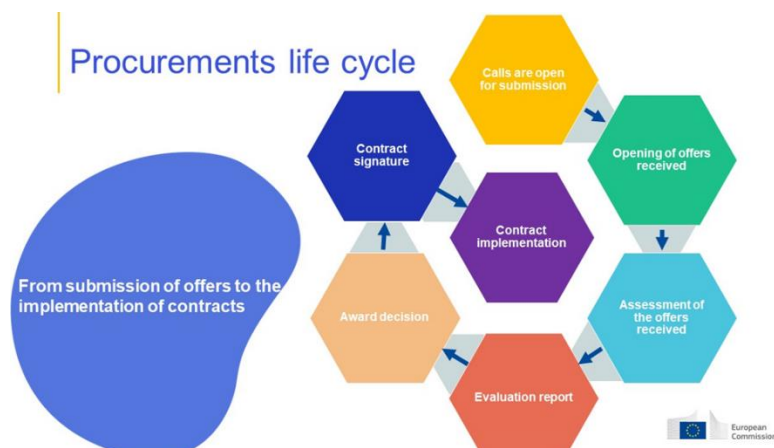 Procurements life cycle
Calls are open
for submission
Opening of offers
received
Assessment of
the offers
received
Evaluation report
Award decision
Contract
signature
Contract
implementation
From submission of offers to the
implementation of contracts
European
Commission